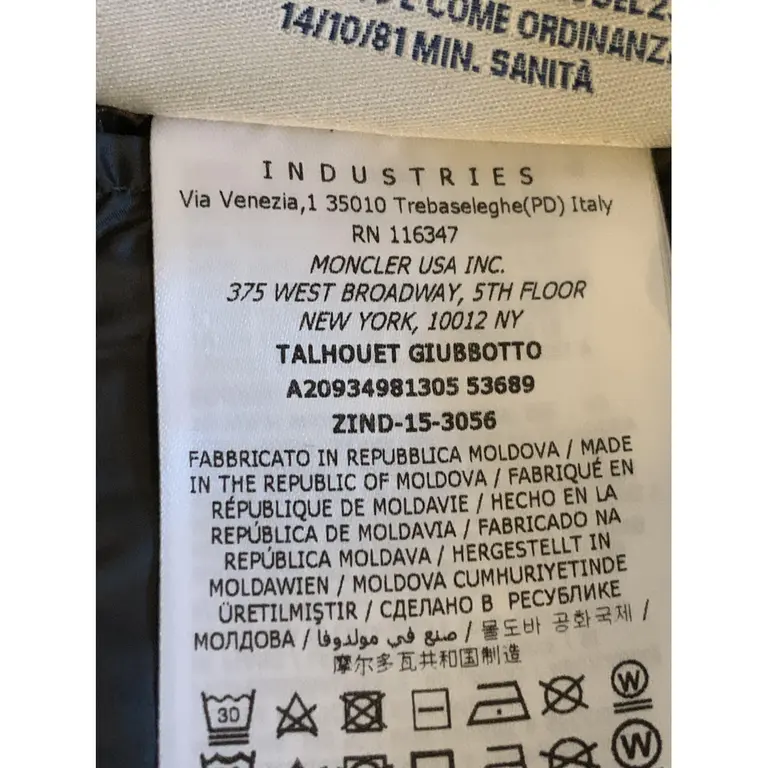 COME ORDINANZ
14/10/81 MIN. SANITÀ
INDUSTRIES
Via Venezia,1 35010 Trebaseleghe(PD) Italy
RN 116347
MONCLER USA INC.
375 WEST BROADWAY, 5TH FLOOR
NEW YORK, 10012 NY
TALHOUET GIUBBOTTO
A20934981305 53689
ZIND-15-3056
FABBRICATO IN REPUBBLICA MOLDOVA / MADE
IN THE REPUBLIC OF MOLDOVA / FABRIQUÉ EN
RÉPUBLIQUE DE MOLDAVIE / HECHO EN LA
REPÚBLICA DE MOLDAVIA / FABRICADO NA
REPÚBLICA MOLDAVA / HERGESTELLT IN
MOLDAWIEN / MOLDOVA CUMHURIYETINDE
ÜRETILMIŞTIR / СДЕЛАНО В РЕСУБЛИКЕ
МОЛДОВА / صنع في مولدوفا / 몰도바 공화국제 /
摩尔多瓦共和国制造
30 W
W